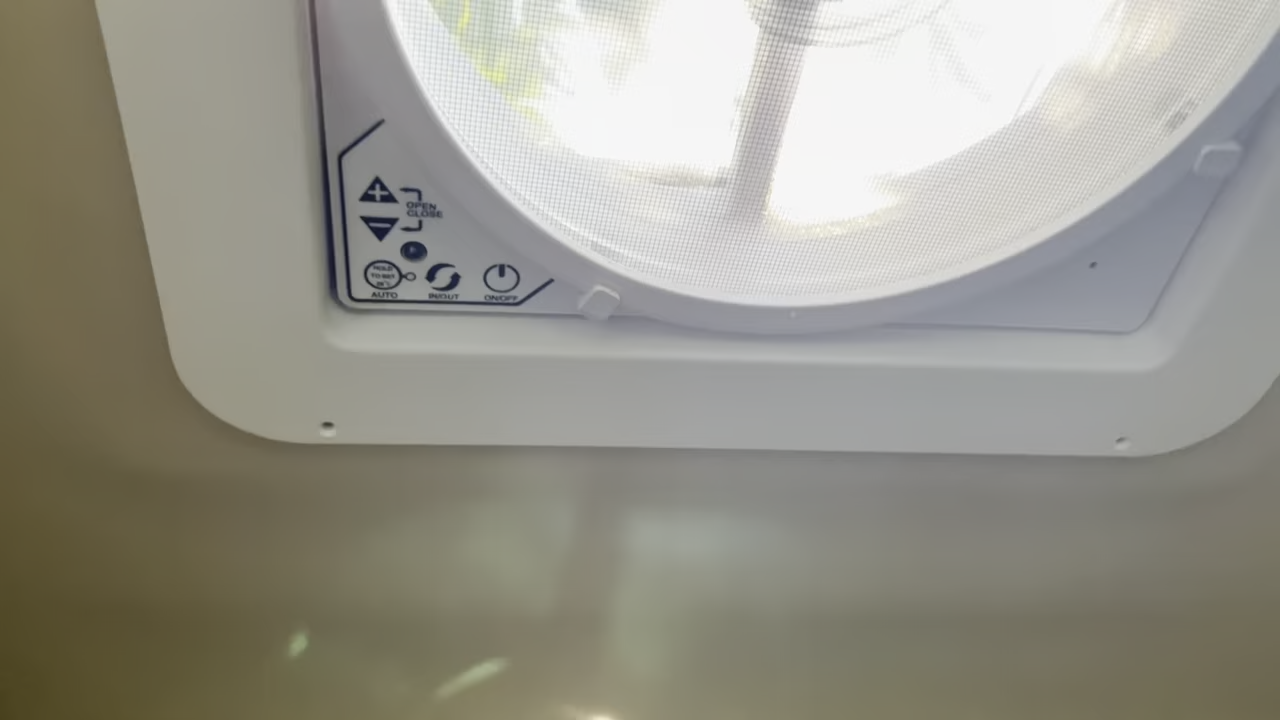 +
OPEN
CLOSE
−
HOLD
TO SET
AUTO
IN/OUT
ON/OFF